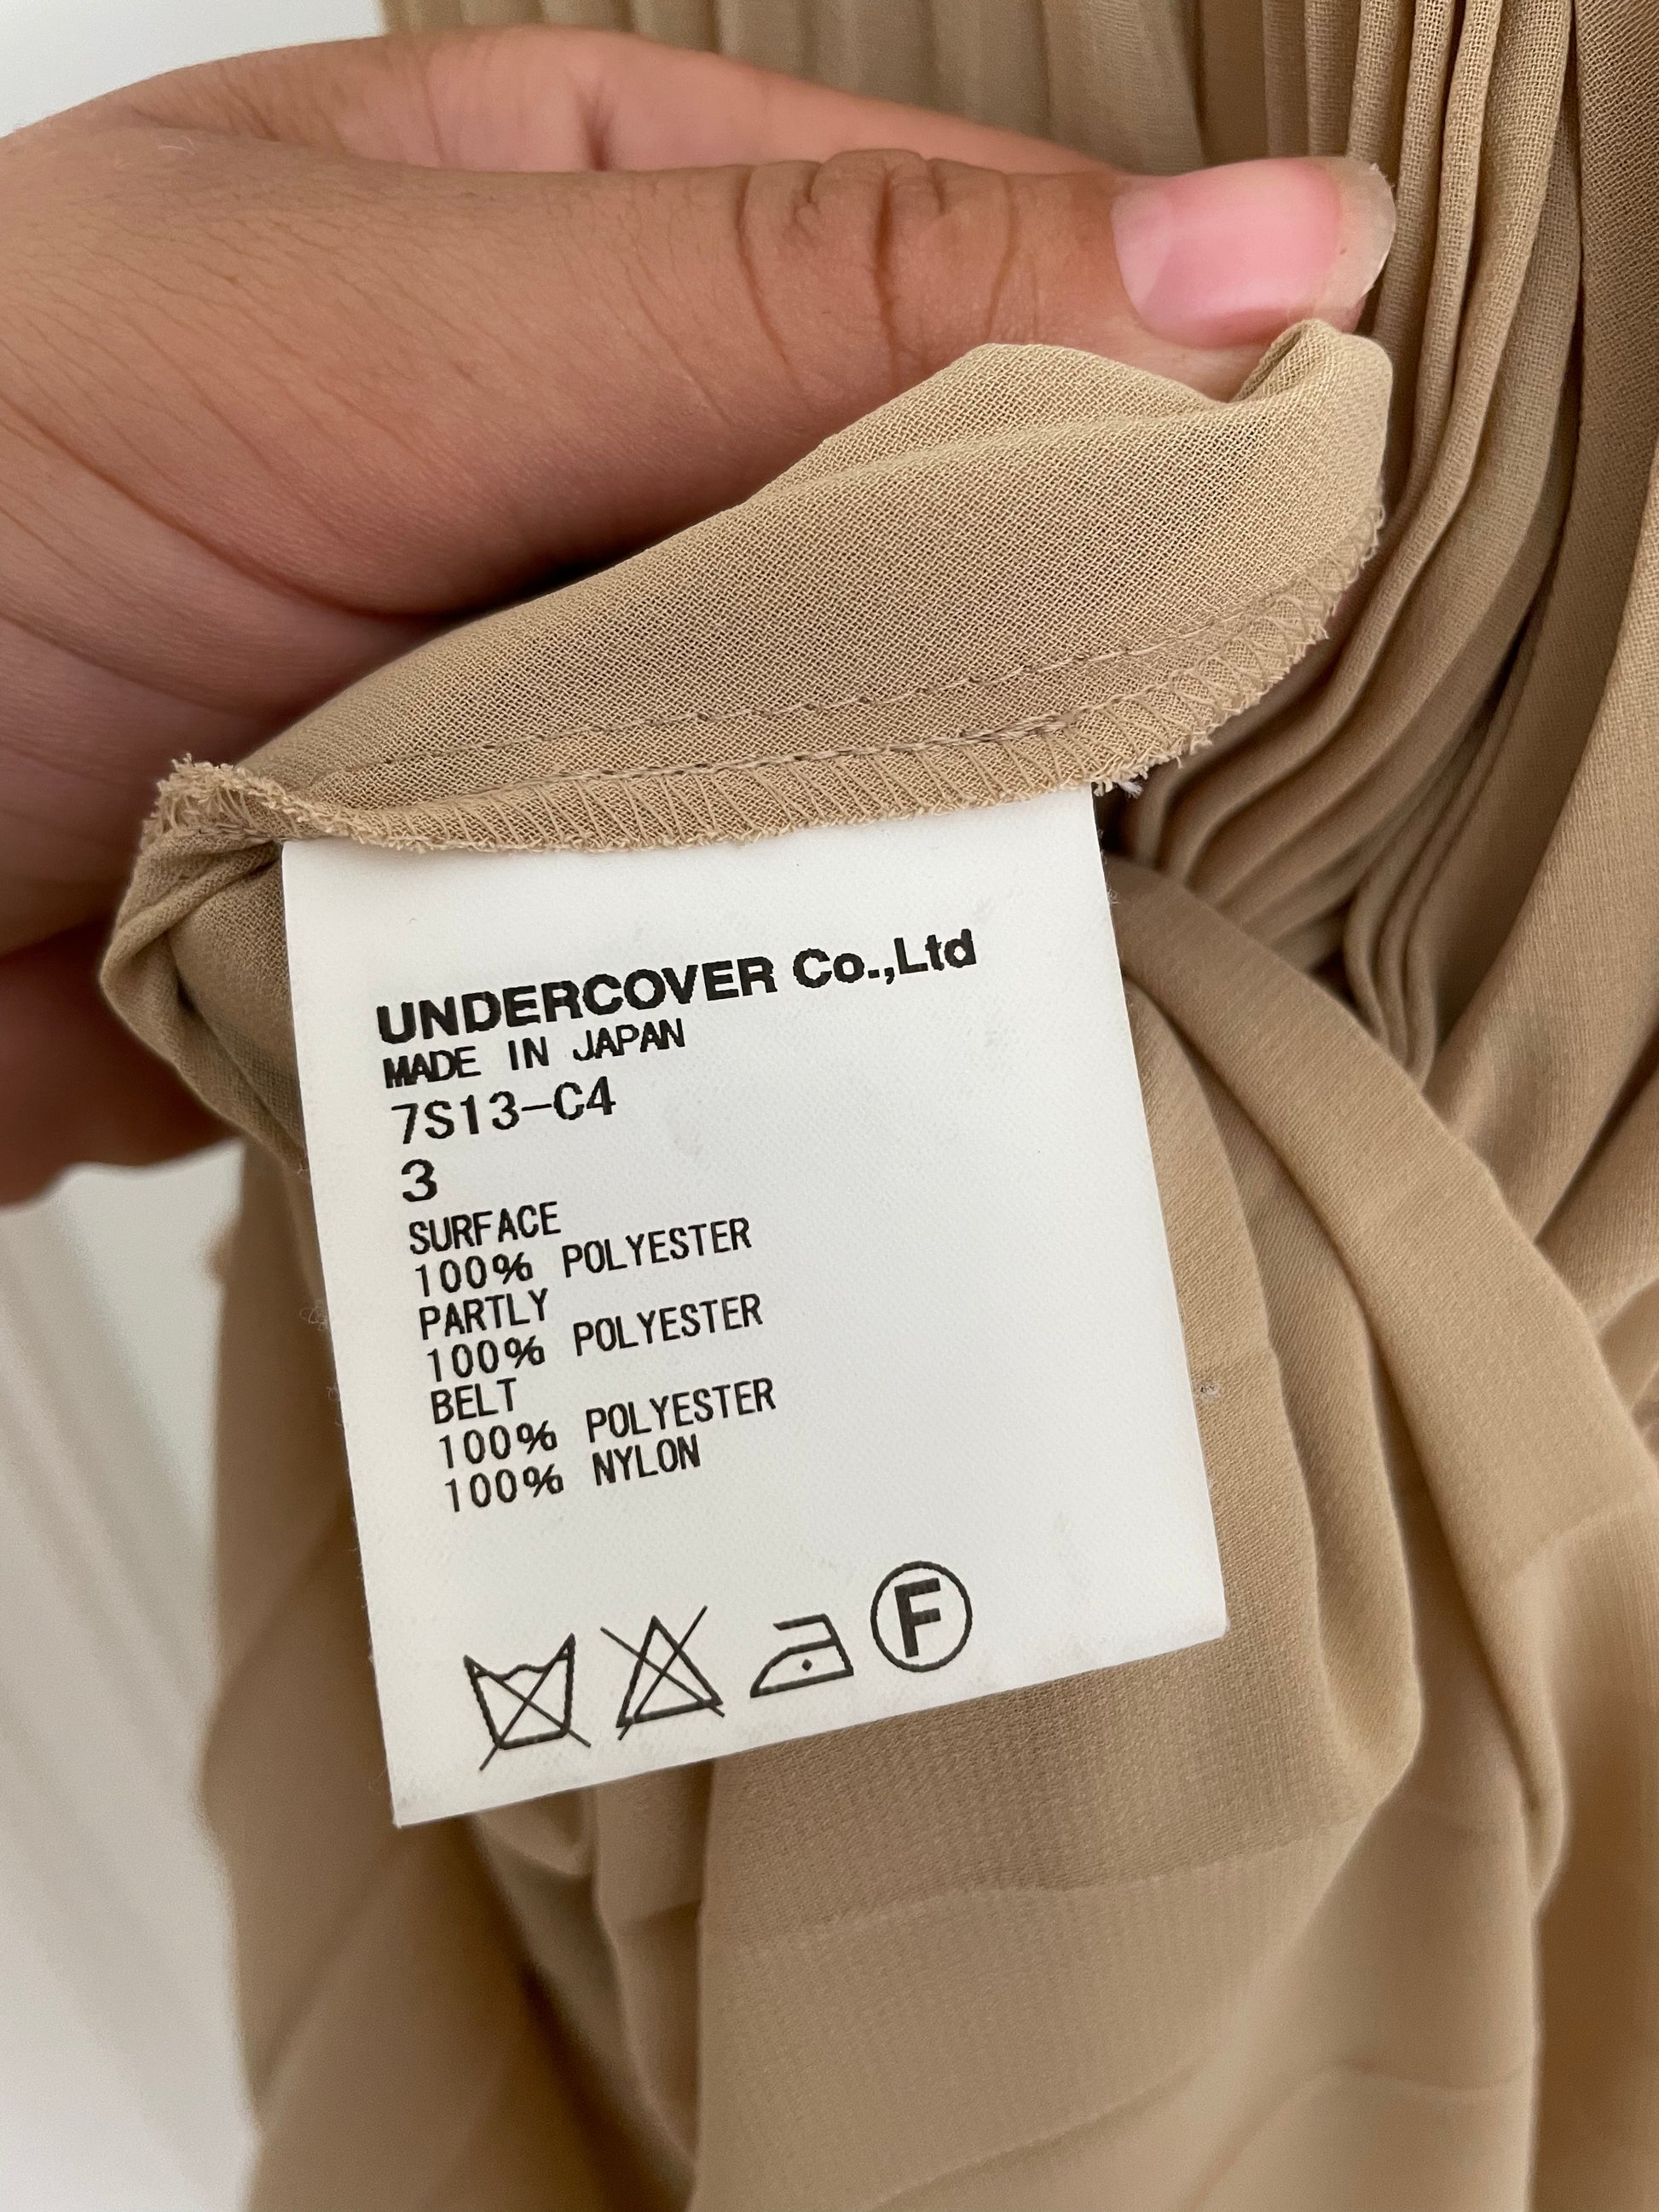 UNDERCOVER Co.,Ltd
MADE IN JAPAN
7S13-C4
3
SURFACE
100% POLYESTER
PARTLY
100% POLYESTER
BELT
100% POLYESTER
100% NYLON
F